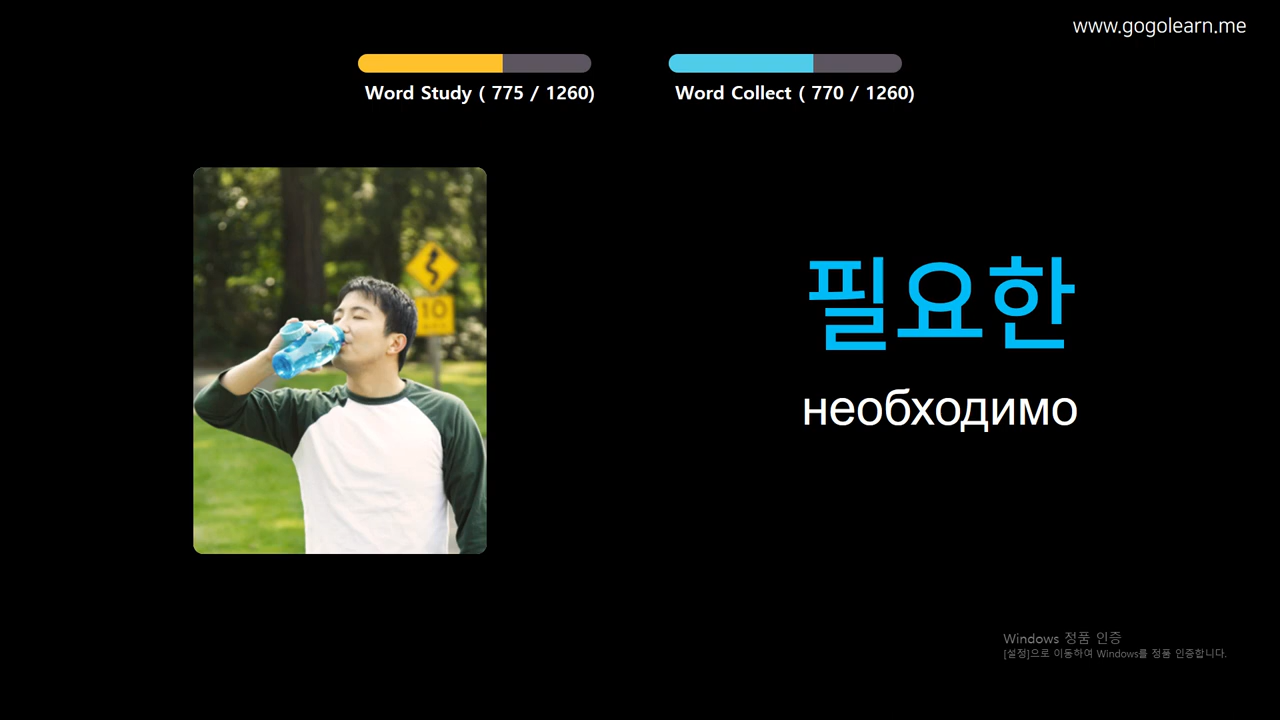 www.gogolearn.me
Word Study ( 775 / 1260)
Word Collect ( 770 / 1260)
10
필요한
необходимо
Windows 정품 인증
[설정]으로 이동하여 Windows를 정품 인증합니다.